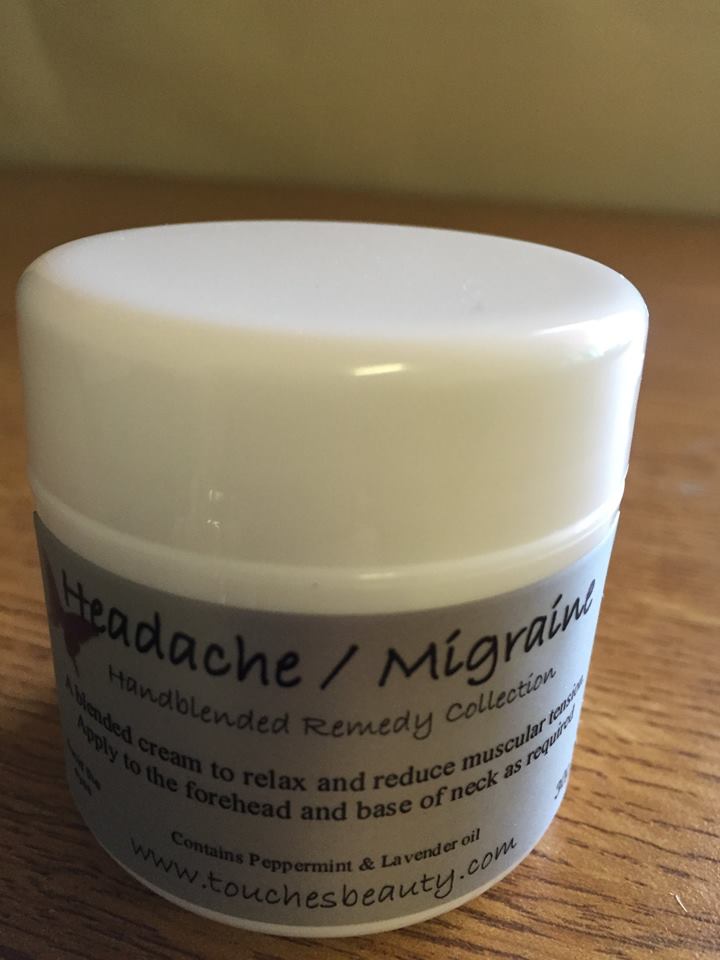 Headache / Migraine
Handblended Remedy Collection
A blended cream to relax and reduce muscular tension
Apply to the forehead and base of neck as required
Contains Peppermint & Lavender oil
www.touchesbeauty.com